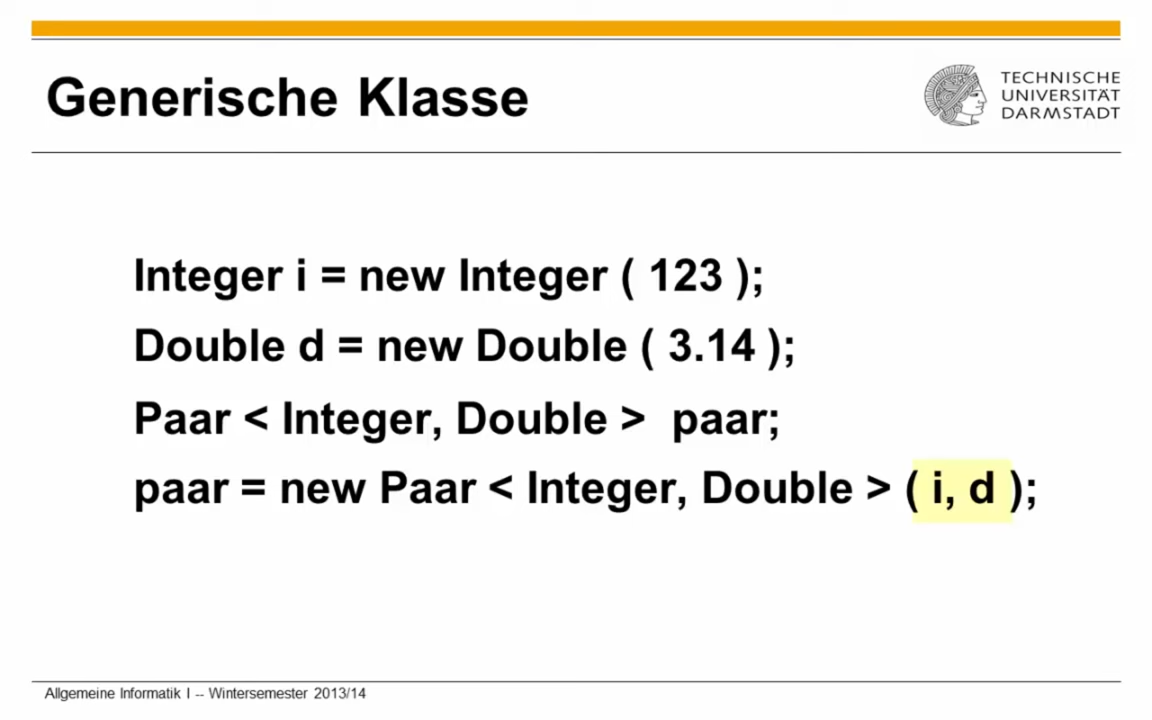 Generische Klasse
TECHNISCHE
UNIVERSITÄT
DARMSTADT
Integer i = new Integer ( 123 );
Double d = new Double ( 3.14 );
Paar < Integer, Double > paar;
paar = new Paar < Integer, Double > ( i, d );
Allgemeine Informatik I -- Wintersemester 2013/14